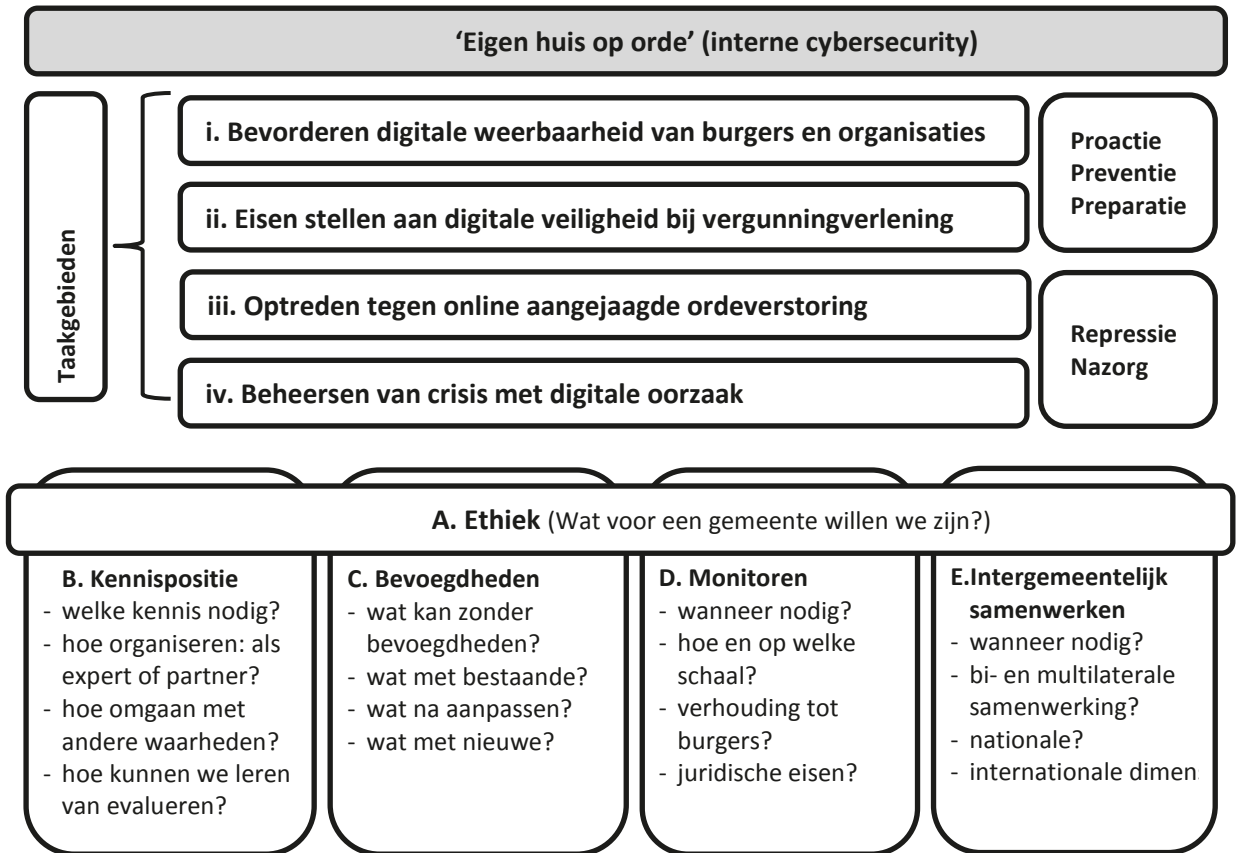 ‘Eigen huis op orde’ (interne cybersecurity)
Taakgebieden
i. Bevorderen digitale weerbaarheid van burgers en organisaties
ii. Eisen stellen aan digitale veiligheid bij vergunningverlening
iii. Optreden tegen online aangejaagde ordeverstoring
iv. Beheersen van crisis met digitale oorzaak
Proactie
Preventie
Preparatie
Repressie
Nazorg
A. Ethiek (Wat voor een gemeente willen we zijn?)
B. Kennispositie
- welke kennis nodig?
- hoe organiseren: als
expert of partner?
- hoe omgaan met
andere waarheden?
- hoe kunnen we leren
van evalueren?
C. Bevoegdheden
- wat kan zonder
bevoegdheden?
- wat met bestaande?
- wat na aanpassen?
- wat met nieuwe?
D. Monitoren
- wanneer nodig?
- hoe en op welke
schaal?
- verhouding tot
burgers?
- juridische eisen?
E.Intergemeentelijk
samenwerken
- wanneer nodig?
- bi- en multilaterale
samenwerking?
- nationale?
- internationale dimen